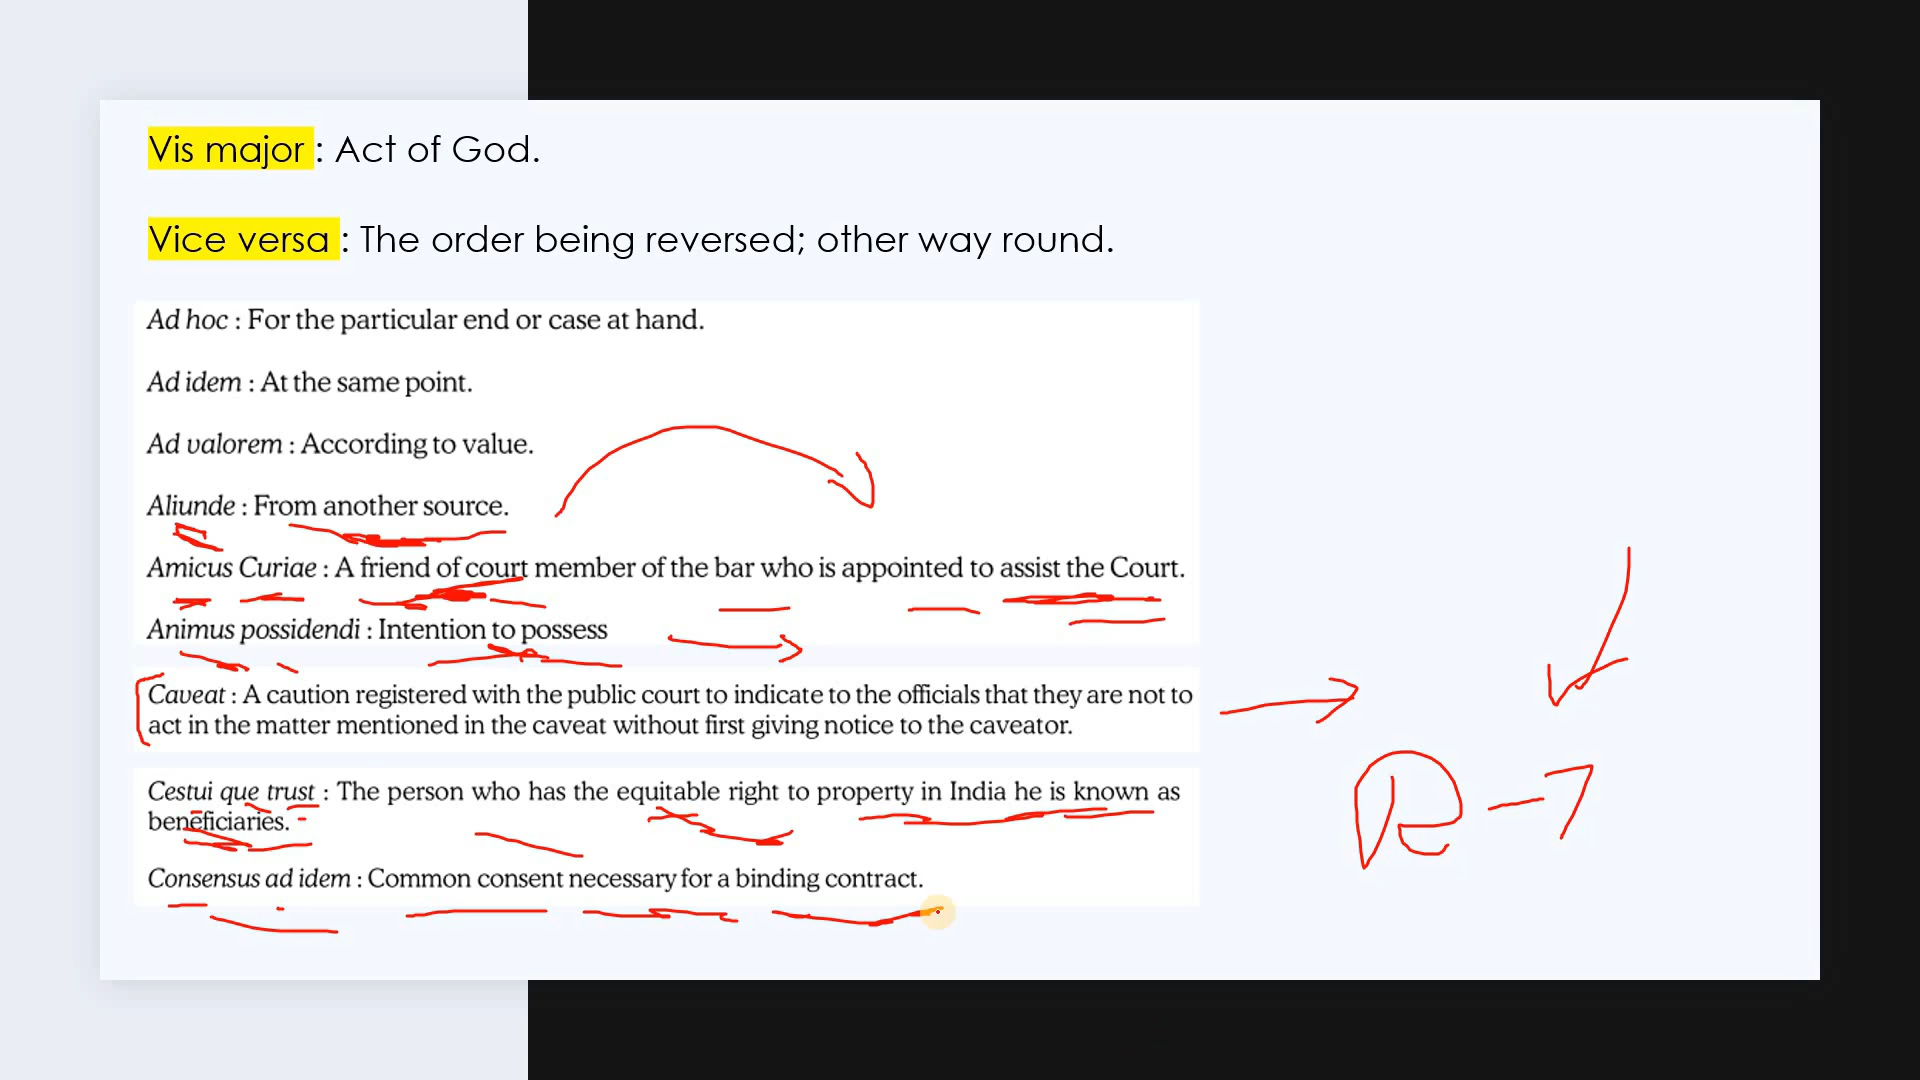 Vis major : Act of God.
Vice versa : The order being reversed; other way round.
Ad hoc : For the particular end or case at hand.
Ad idem : At the same point.
Ad valorem : According to value.
Aliunde : From another source.
Amicus Curiae : A friend of court member of the bar who is appointed to assist the Court.
Animus possidendi : Intention to possess
Caveat : A caution registered with the public court to indicate to the officials that they are not to
act in the matter mentioned in the caveat without first giving notice to the caveator.
Cestui que trust : The person who has the equitable right to property in India he is known as
beneficiaries.
Consensus ad idem : Common consent necessary for a binding contract.
R-7